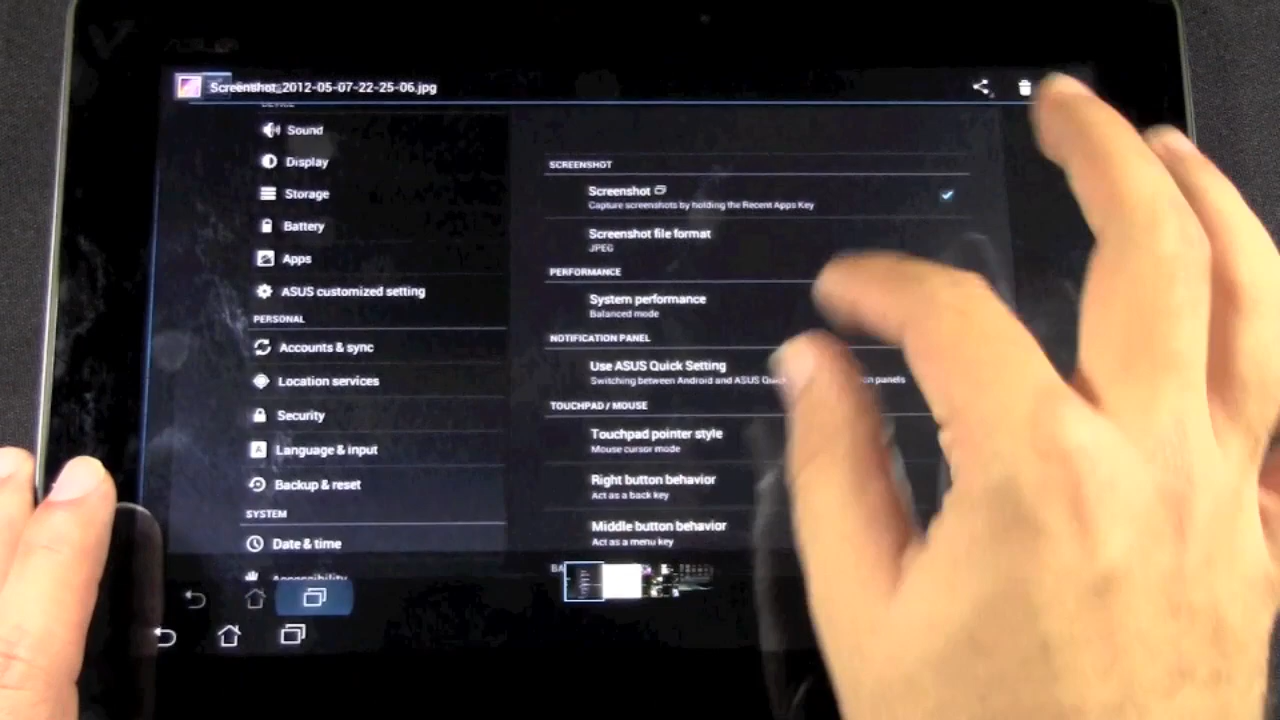 Screenshot_2012-05-07-22-25-06.jpg
Sound
Display
Storage
Battery
Apps
ASUS customized setting
PERSONAL
Accounts & sync
Location services
Security
Language & input
Backup & reset
SYSTEM
Date & time
Accessibility
SCREENSHOT
Screenshot
Capture screenshots by holding the Recent Apps Key
Screenshot file format
JPEG
PERFORMANCE
System performance
Balanced mode
NOTIFICATION PANEL
Use ASUS Quick Setting
Switching between Android and ASUS panels
TOUCHPAD / MOUSE
Touchpad pointer style
Mouse cursor mode
Right button behavior
Act as a back key
Middle button behavior
Act as a menu key